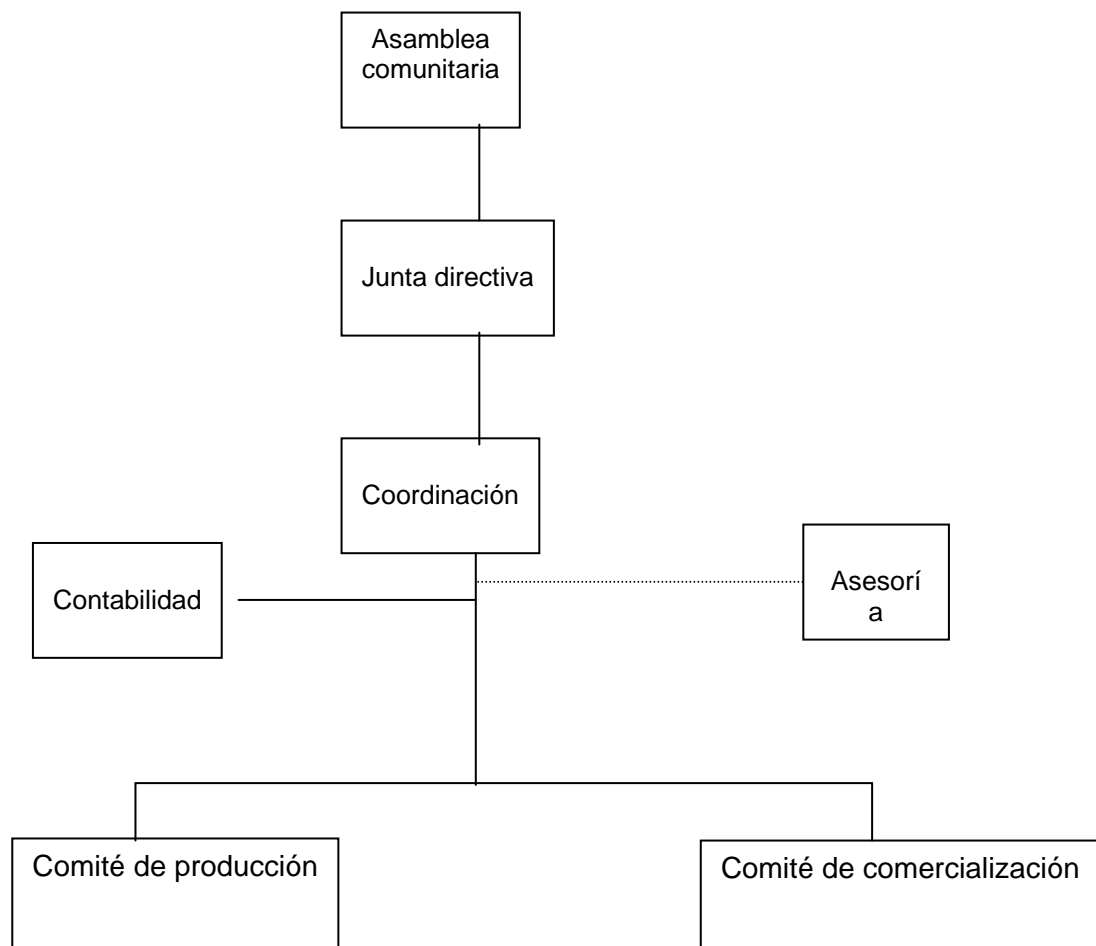 Asamblea
comunitaria
Junta directiva
Coordinación
Contabilidad
Asesorí
a
Comité de producción
Comité de comercialización